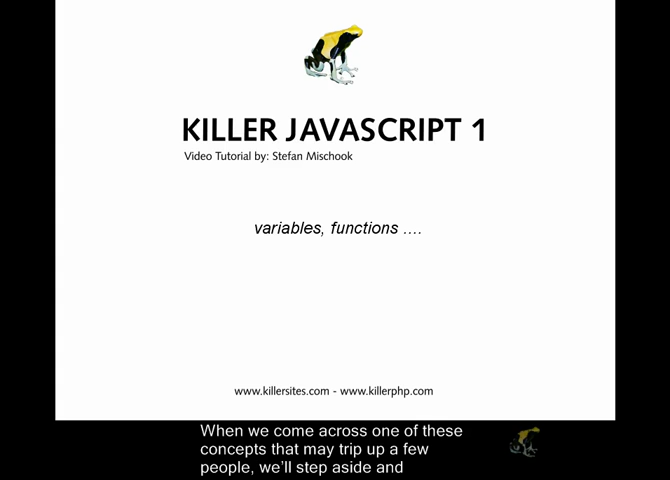 KILLER JAVASCRIPT 1
Video Tutorial by: Stefan Mischook
variables, functions ....
www.killersites.com - www.killerphp.com
When we come across one of these
concepts that may trip up a few
people, we'll step aside and